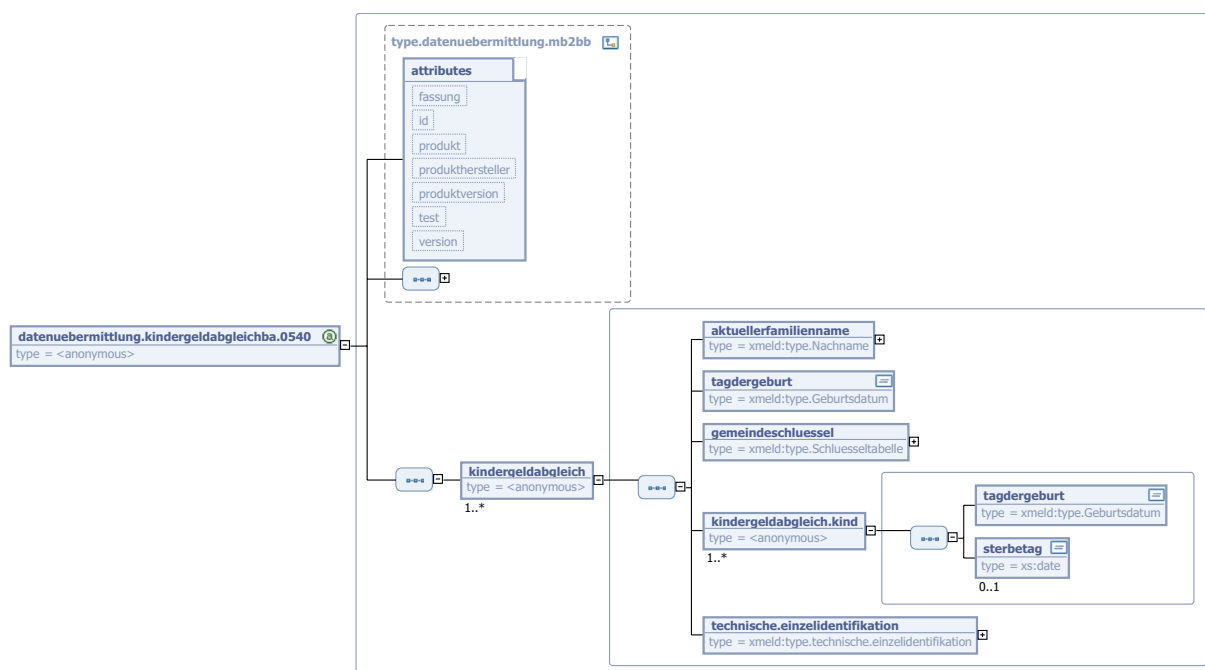 type.datenuebermittlung.mb2bb
attributes
fassung
id
produkt
produkthersteller
produktversion
test
version
datenuebermittlung.kindergeldabgleichba.0540 a
type = <anonymous>
kindergeldabgleich
type = <anonymous>
1..*
aktuellerfamilienname
type = xmeld:type.Nachname
tagdergeburt
type = xmeld:type.Geburtsdatum
gemeindeschluessel
type = xmeld:type.Schluesseltabelle
kindergeldabgleich.kind
type = <anonymous>
1..*
tagdergeburt
type = xmeld:type.Geburtsdatum
sterbetag
type = xs:date
0..1
technische.einzelidentifikation
type = xmeld:type.technische.einzelidentifikation